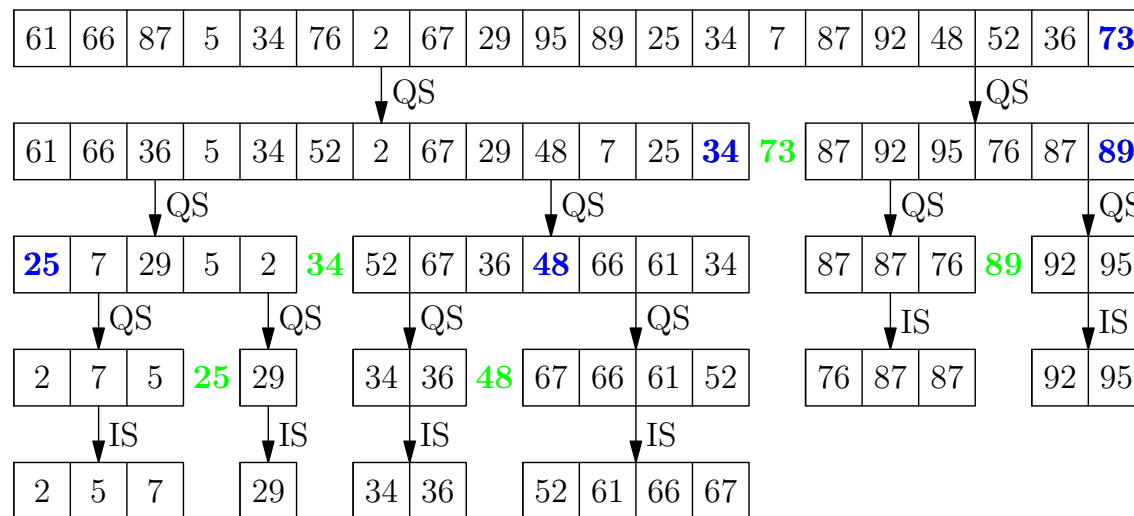 61 66 87 5 34 76 2 67 29 95 89 25 34 7 87 92 48 52 36 73
QS QS
61 66 36 5 34 52 2 67 29 48 7 25 34 73 87 92 95 76 87 89
QS QS QS QS
25 7 29 5 2 34 52 67 36 48 66 61 34 87 87 76 89 92 95
QS QS QS QS IS IS
2 7 5 25 29 34 36 48 67 66 61 52 76 87 87 92 95
IS IS IS IS
2 5 7 29 34 36 52 61 66 67